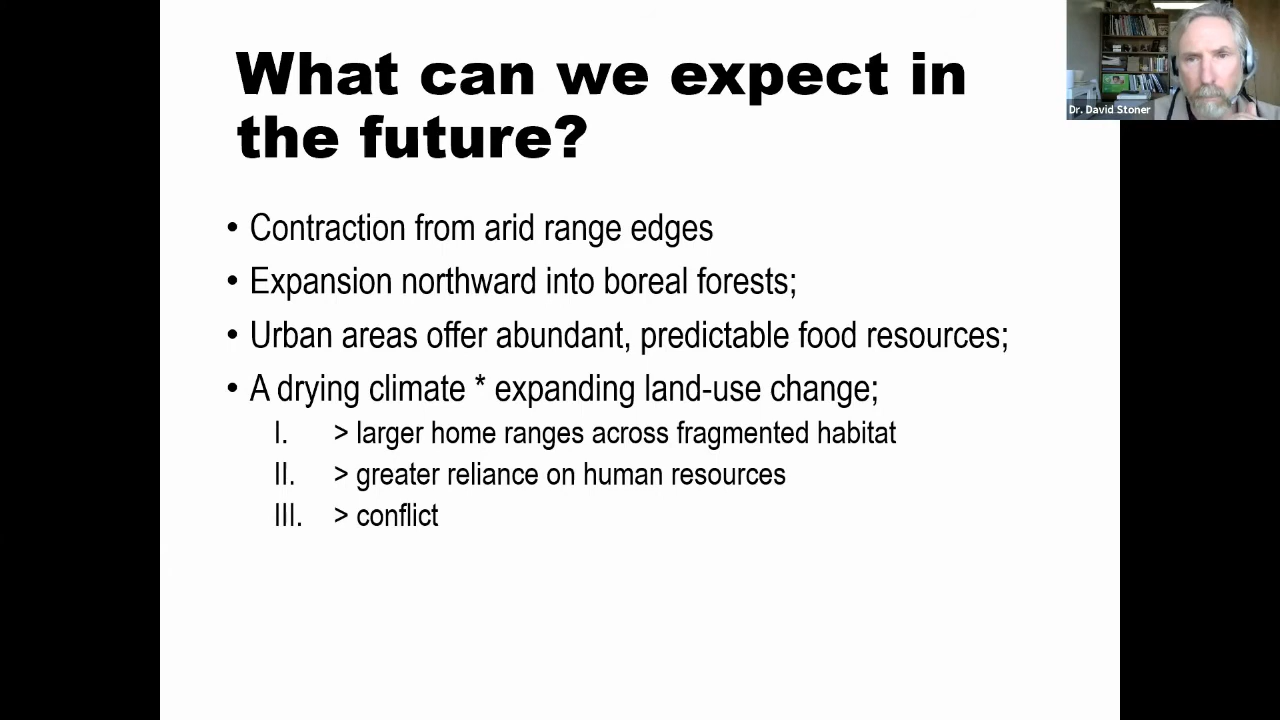 What can we expect in
the future?
• Contraction from arid range edges
• Expansion northward into boreal forests;
• Urban areas offer abundant, predictable food resources;
• A drying climate * expanding land-use change;
I. > larger home ranges across fragmented habitat
II. > greater reliance on human resources
III. > conflict
Dr. David Stoner